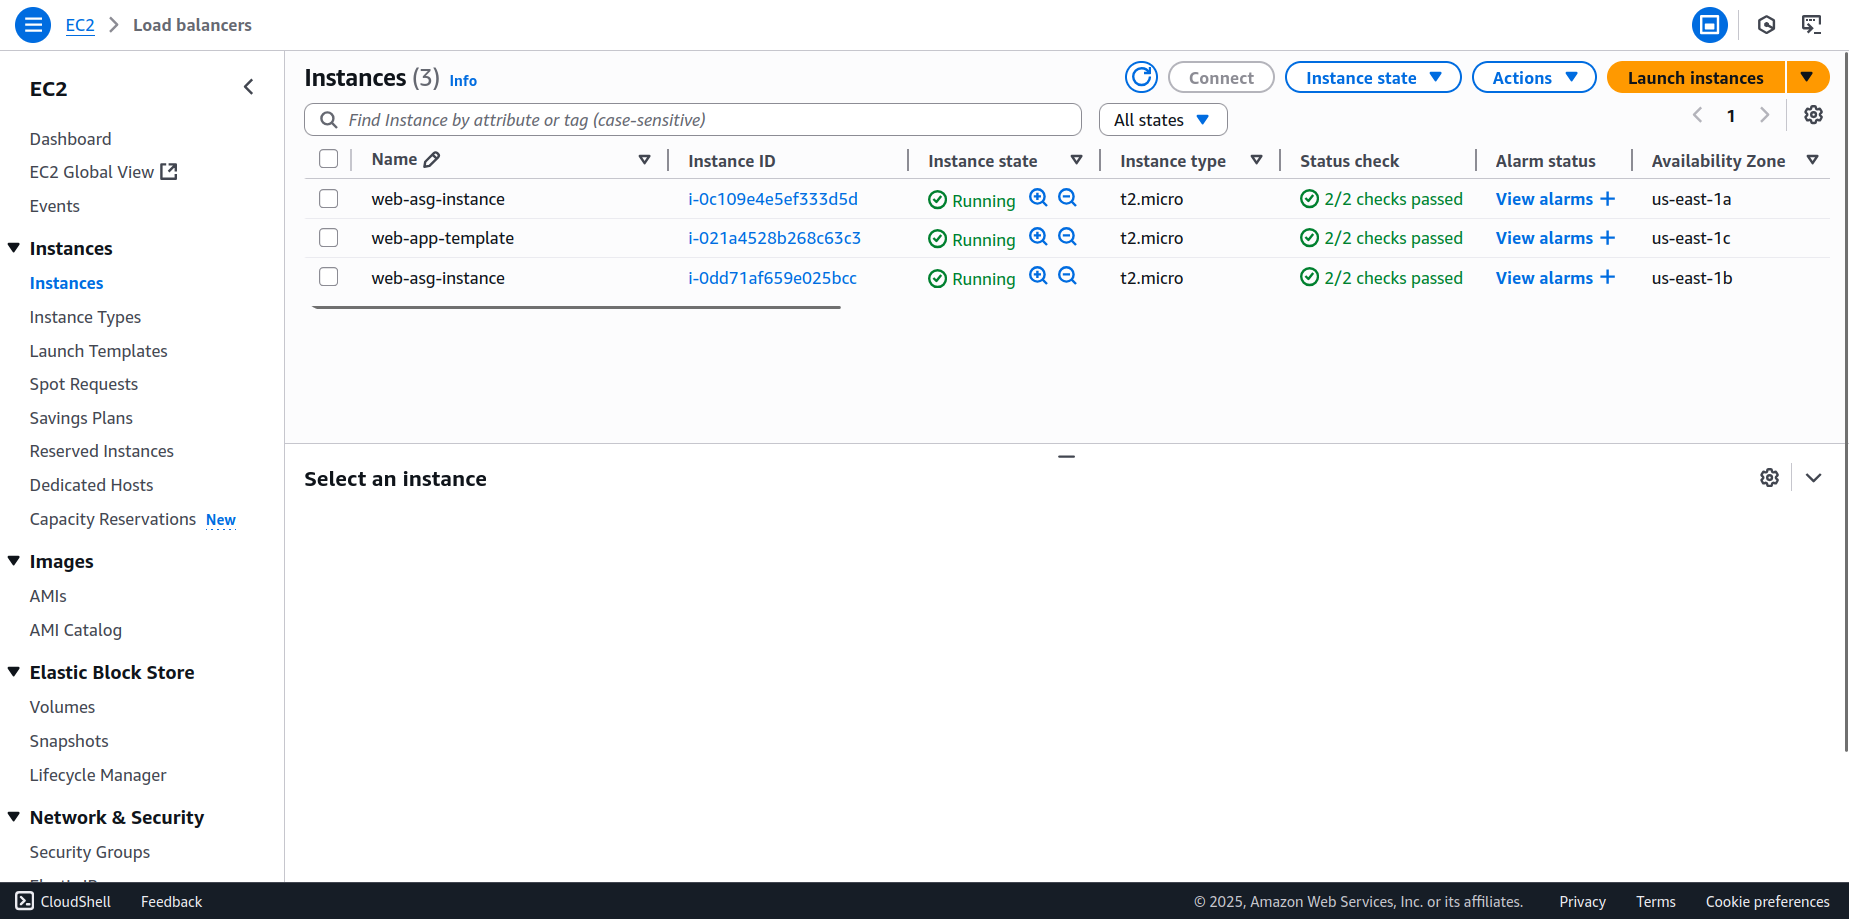 EC2 > Load balancers
EC2
Dashboard
EC2 Global View
Events
Instances
Instances
Instance Types
Launch Templates
Spot Requests
Savings Plans
Reserved Instances
Dedicated Hosts
Capacity Reservations New
Images
AMIs
AMI Catalog
Elastic Block Store
Volumes
Snapshots
Lifecycle Manager
Network & Security
Security Groups
Instances (3) Info
Connect Instance state Actions Launch instances
Find Instance by attribute or tag (case-sensitive) All states 1
Name Instance ID Instance state Instance type Status check Alarm status Availability Zone
web-asg-instance i-0c109e4e5ef333d5d Running t2.micro 2/2 checks passed View alarms + us-east-1a
web-app-template i-021a4528b268c63c3 Running t2.micro 2/2 checks passed View alarms + us-east-1c
web-asg-instance i-0dd71af659e025bcc Running t2.micro 2/2 checks passed View alarms + us-east-1b
Select an instance
CloudShell Feedback © 2025, Amazon Web Services, Inc. or its affiliates. Privacy Terms Cookie preferences